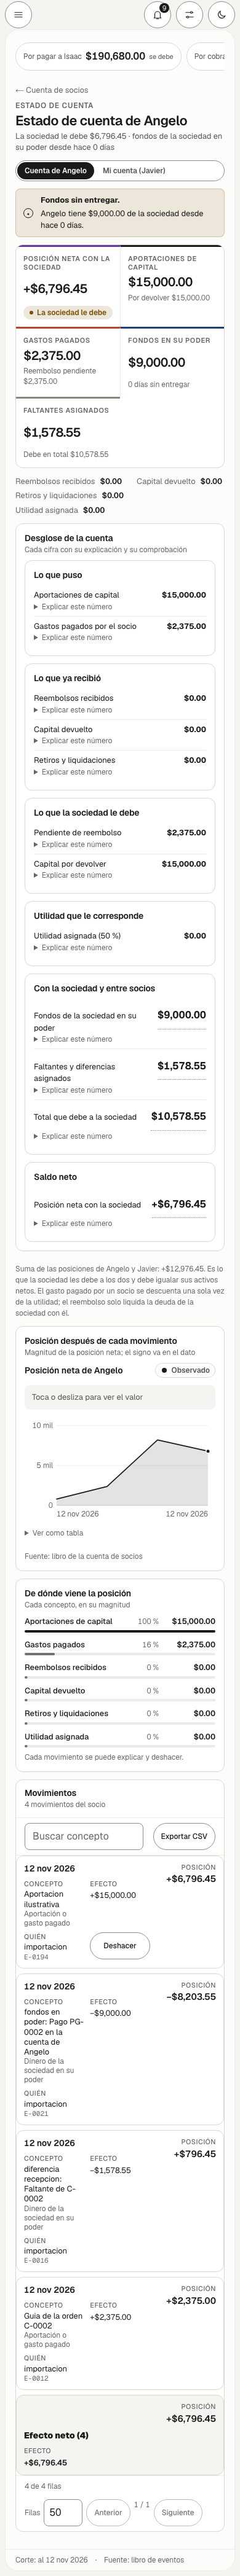 9
Por pagar a Isaac $190,680.00 se debe
Por cobra
← Cuenta de socios
ESTADO DE CUENTA
Estado de cuenta de Angelo
La sociedad le debe $6,796.45 · fondos de la sociedad en
su poder desde hace 0 días
Cuenta de Angelo
Mi cuenta (Javier)
Fondos sin entregar.
Angelo tiene $9,000.00 de la sociedad desde
hace 0 días.
POSICIÓN NETA CON LA
SOCIEDAD
+$6,796.45
La sociedad le debe
APORTACIONES DE
CAPITAL
$15,000.00
Por devolver $15,000.00
GASTOS PAGADOS
$2,375.00
Reembolso pendiente
$2,375.00
FONDOS EN SU PODER
$9,000.00
0 días sin entregar
FALTANTES ASIGNADOS
$1,578.55
Debe en total $10,578.55
Reembolsos recibidos $0.00
Capital devuelto $0.00
Retiros y liquidaciones $0.00
Utilidad asignada $0.00
Desglose de la cuenta
Cada cifra con su explicación y su comprobación
Lo que puso
Aportaciones de capital $15,000.00
Explicar este número
Gastos pagados por el socio $2,375.00
Explicar este número
Lo que ya recibió
Reembolsos recibidos $0.00
Explicar este número
Capital devuelto $0.00
Explicar este número
Retiros y liquidaciones $0.00
Explicar este número
Lo que la sociedad le debe
Pendiente de reembolso $2,375.00
Explicar este número
Capital por devolver $15,000.00
Explicar este número
Utilidad que le corresponde
Utilidad asignada (50 %) $0.00
Explicar este número
Con la sociedad y entre socios
Fondos de la sociedad en su
poder
$9,000.00
Explicar este número
Faltantes y diferencias
asignados
$1,578.55
Explicar este número
Total que debe a la sociedad $10,578.55
Explicar este número
Saldo neto
Posición neta con la sociedad +$6,796.45
Explicar este número
Suma de las posiciones de Angelo y Javier: +$12,976.45. Es lo
que la sociedad les debe a los dos y debe igualar sus activos
netos. El gasto pagado por un socio se descuenta una sola vez
de la utilidad; el reembolso solo liquida la deuda de la
sociedad con él.
Posición después de cada movimiento
Magnitud de la posición neta; el signo va en el dato
Posición neta de Angelo
Observado
Toca o desliza para ver el valor
10 mil
5 mil
0
12 nov 2026
12 nov 2026
Ver como tabla
Fuente: libro de la cuenta de socios
De dónde viene la posición
Cada concepto, en su magnitud
Aportaciones de capital 100 % $15,000.00
Gastos pagados 16 % $2,375.00
Reembolsos recibidos 0 % $0.00
Capital devuelto 0 % $0.00
Retiros y liquidaciones 0 % $0.00
Utilidad asignada 0 % $0.00
Cada movimiento se puede explicar y deshacer.
Movimientos
4 movimientos del socio
Buscar concepto
Exportar CSV
12 nov 2026
POSICIÓN
+$6,796.45
CONCEPTO
Aportacion
ilustrativa
Aportación o
gasto pagado
EFECTO
+$15,000.00
QUIÉN
importacion
E-0194
Deshacer
12 nov 2026
POSICIÓN
−$8,203.55
CONCEPTO
fondos en
poder: Pago PG-
0002 en la
cuenta de
Angelo
Dinero de la
sociedad en su
poder
EFECTO
−$9,000.00
QUIÉN
importacion
E-0021
12 nov 2026
POSICIÓN
+$796.45
CONCEPTO
diferencia
recepcion:
Faltante de C-
0002
Dinero de la
sociedad en su
poder
EFECTO
−$1,578.55
QUIÉN
importacion
E-0016
12 nov 2026
POSICIÓN
+$2,375.00
CONCEPTO
Guia de la orden
C-0002
Aportación o
gasto pagado
EFECTO
+$2,375.00
QUIÉN
importacion
E-0012
POSICIÓN
+$6,796.45
Efecto neto (4)
EFECTO
+$6,796.45
4 de 4 filas
Filas 50 Anterior 1 / 1 Siguiente
Corte: al 12 nov 2026 · Fuente: libro de eventos